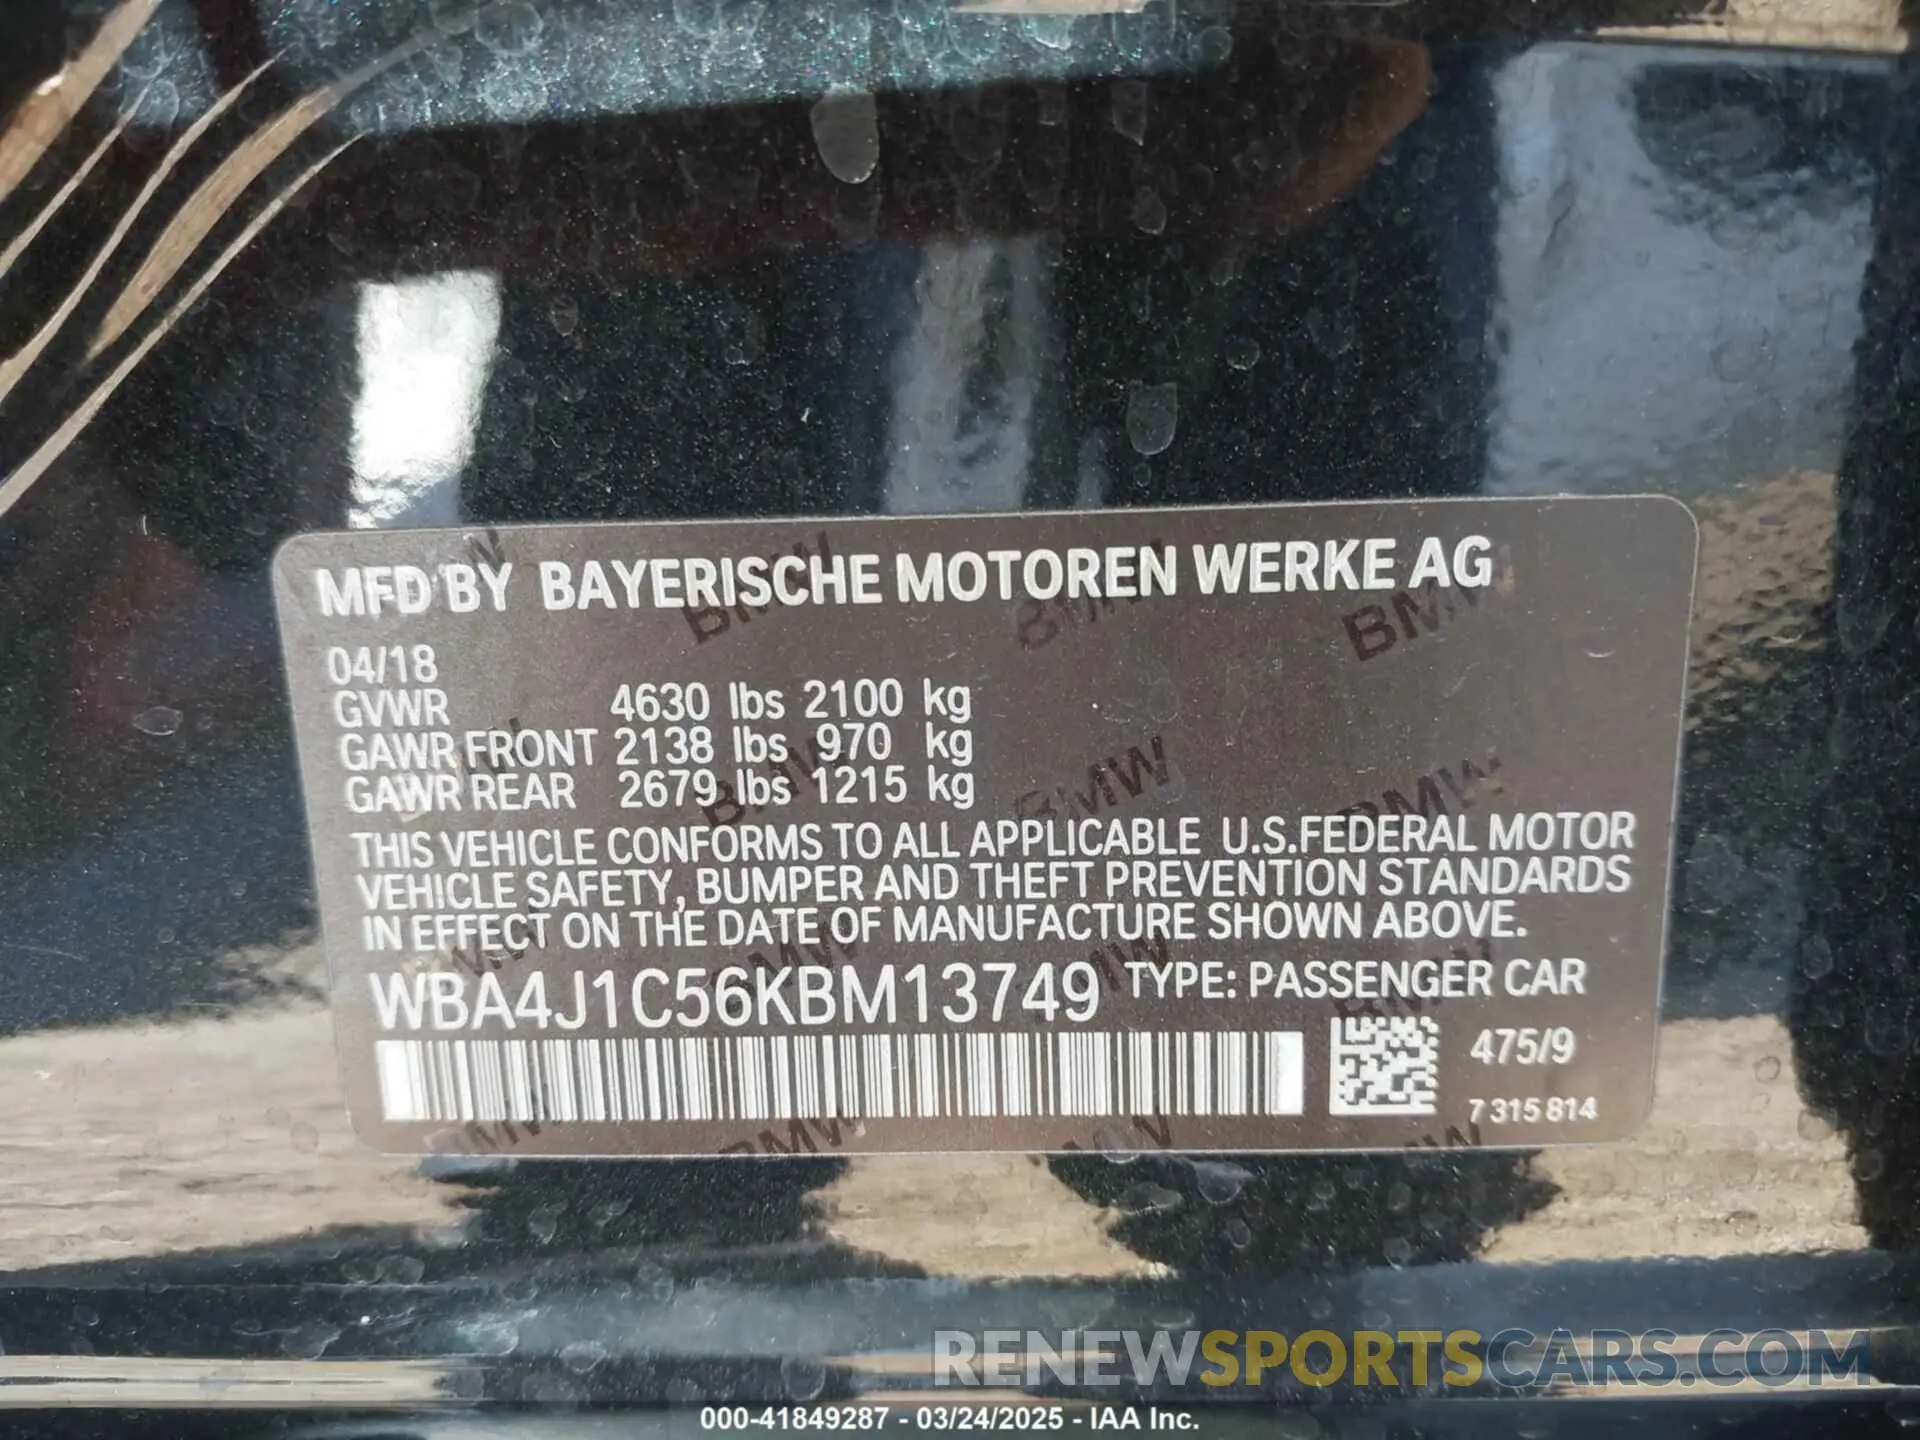 MFD BY BAYERISCHE MOTOREN WERKE AG
04/18
GVWR 4630 lbs 2100 kg
GAWR FRONT 2138 lbs 970 kg
GAWR REAR 2679 lbs 1215 kg
THIS VEHICLE CONFORMS TO ALL APPLICABLE U.S.FEDERAL MOTOR
VEHICLE SAFETY, BUMPER AND THEFT PREVENTION STANDARDS
IN EFFECT ON THE DATE OF MANUFACTURE SHOWN ABOVE.
WBA4J1C56KBM13749 TYPE: PASSENGER CAR
475/9
7 315 814
RENEWSPORTSCARS.COM
000-41849287 - 03/24/2025 - IAA Inc.